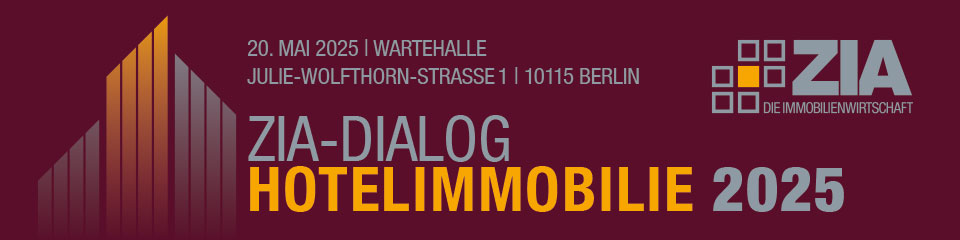 20. MAI 2025 | WARTEHALLE
JULIE-WOLFTHORN-STRASSE 1 | 10115 BERLIN
ZIA-DIALOG
HOTELIMMOBILIE 2025
ZIA
DIE IMMOBILIENWIRTSCHAFT